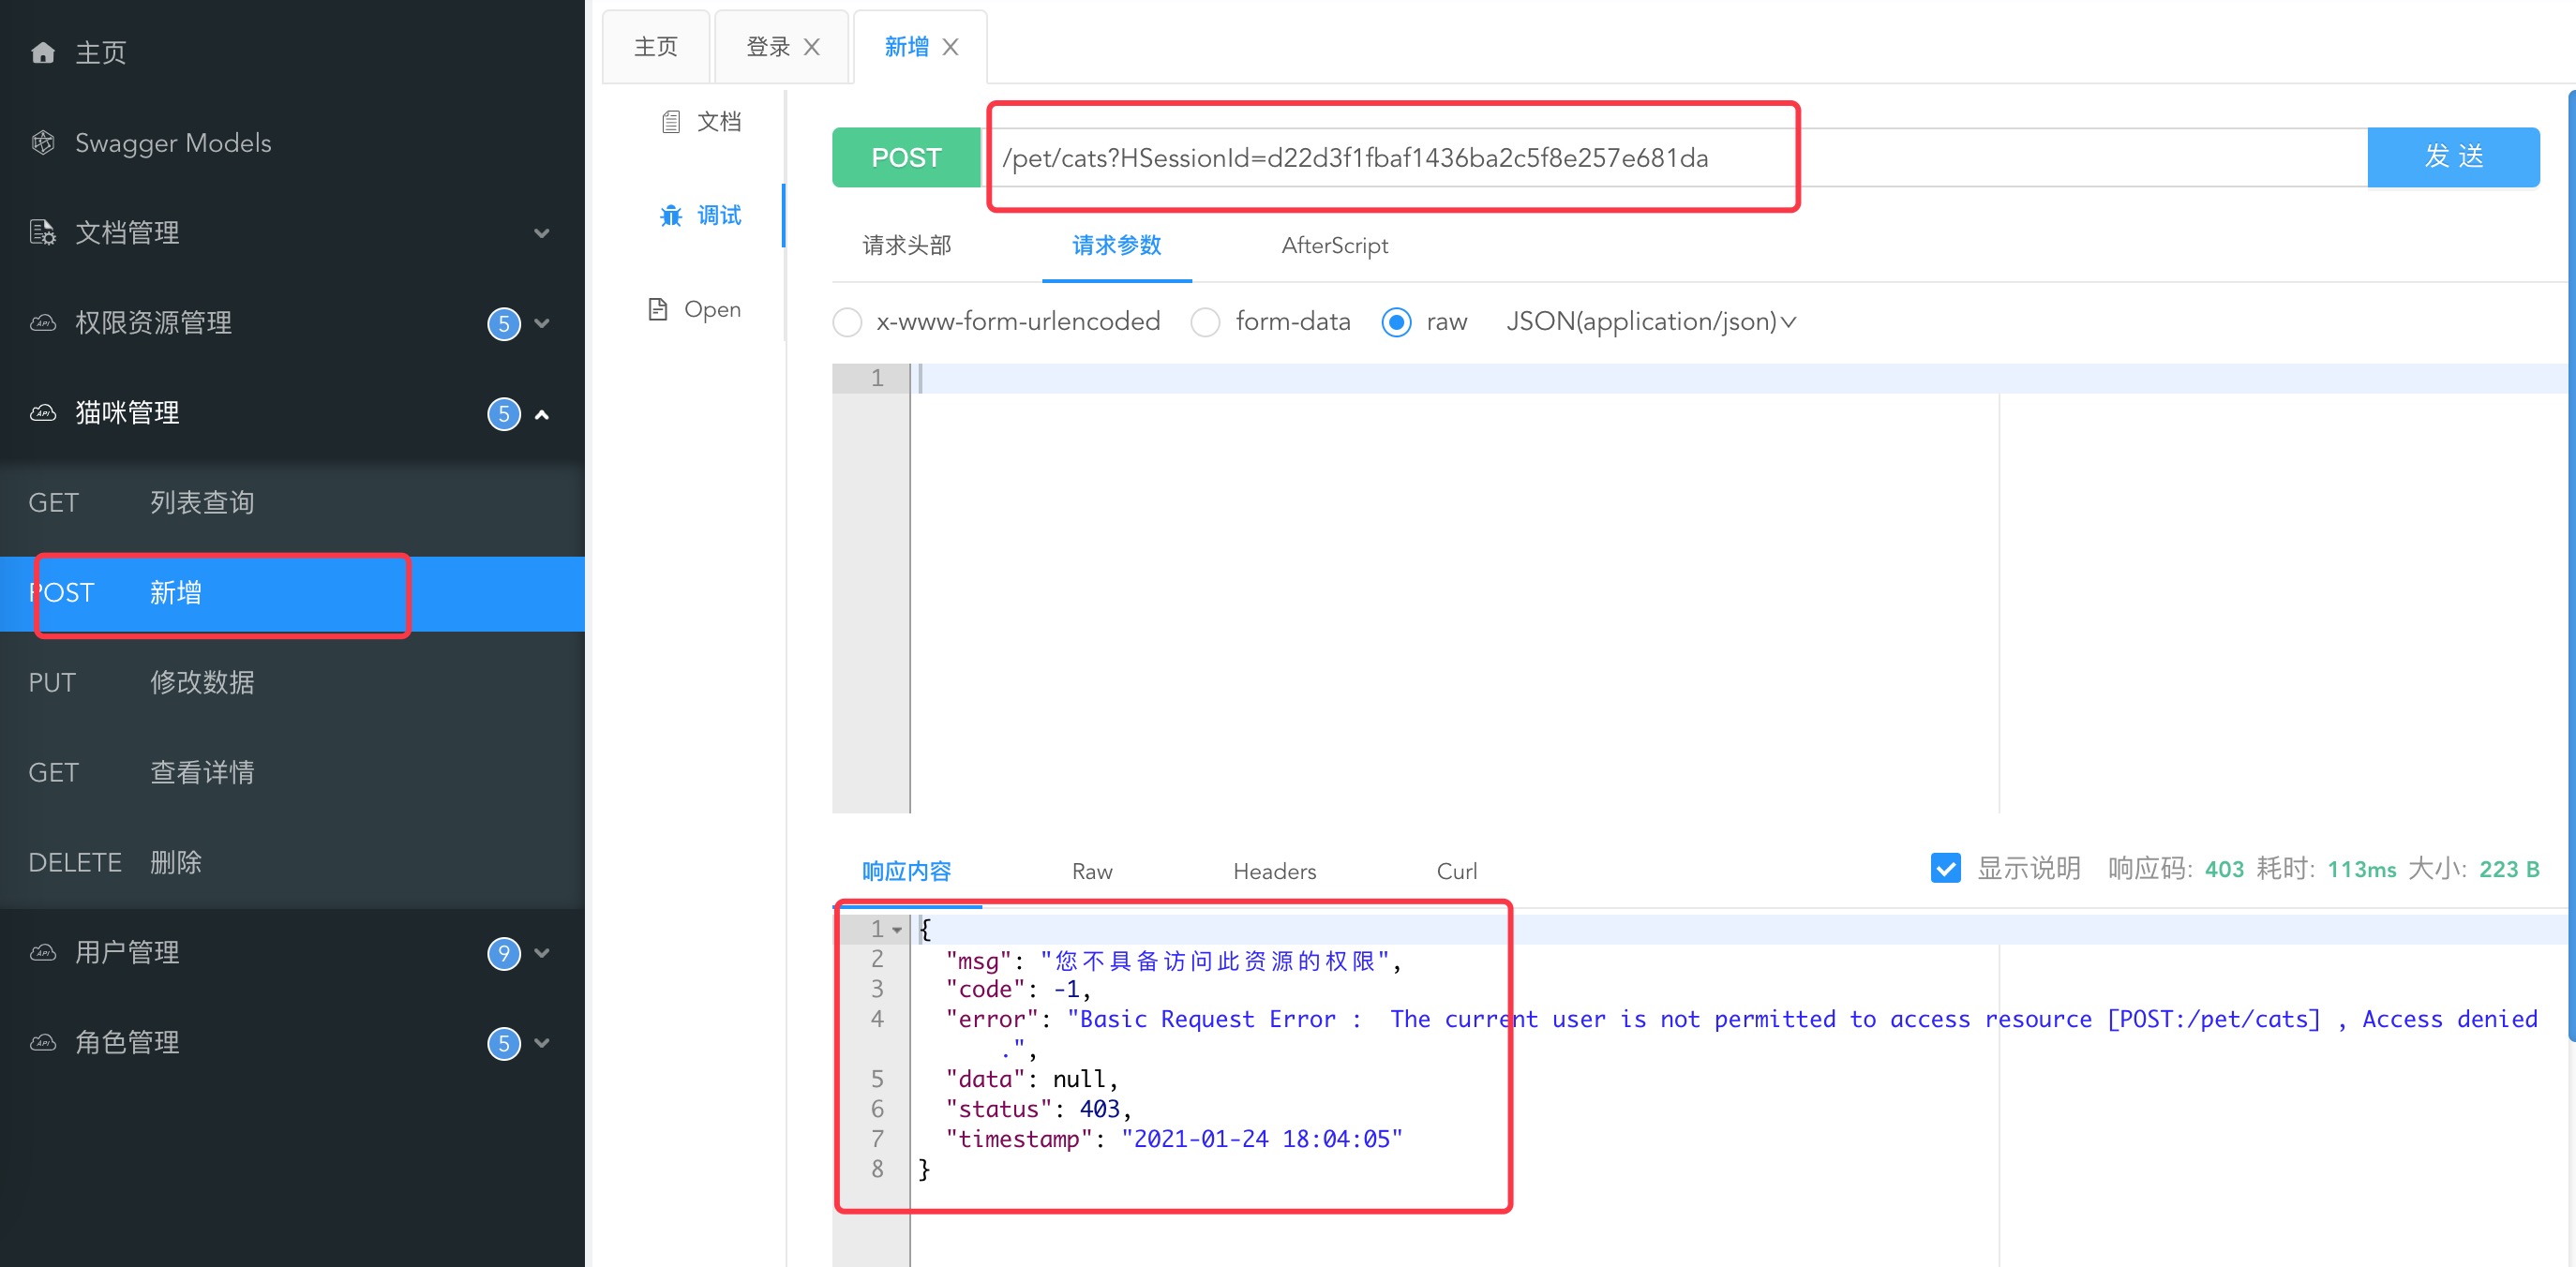 主页
Swagger Models
文档管理
权限资源管理 5
猫咪管理 5
GET 列表查询
POST 新增
PUT 修改数据
GET 查看详情
DELETE 删除
用户管理 9
角色管理 5
主页 登录 新增
文档
调试
Open
POST /pet/cats?HSessionId=d22d3f1fbaf1436ba2c5f8e257e681da 发 送
请求头部 请求参数 AfterScript
x-www-form-urlencoded form-data raw JSON(application/json)
1
响应内容 Raw Headers Curl 显示说明 响应码: 403 耗时: 113ms 大小: 223 B
1 {
2 "msg": "您不具备访问此资源的权限",
3 "code": -1,
4 "error": "Basic Request Error :  The current user is not permitted to access resource [POST:/pet/cats] , Access denied
.",
5 "data": null,
6 "status": 403,
7 "timestamp": "2021-01-24 18:04:05"
8 }